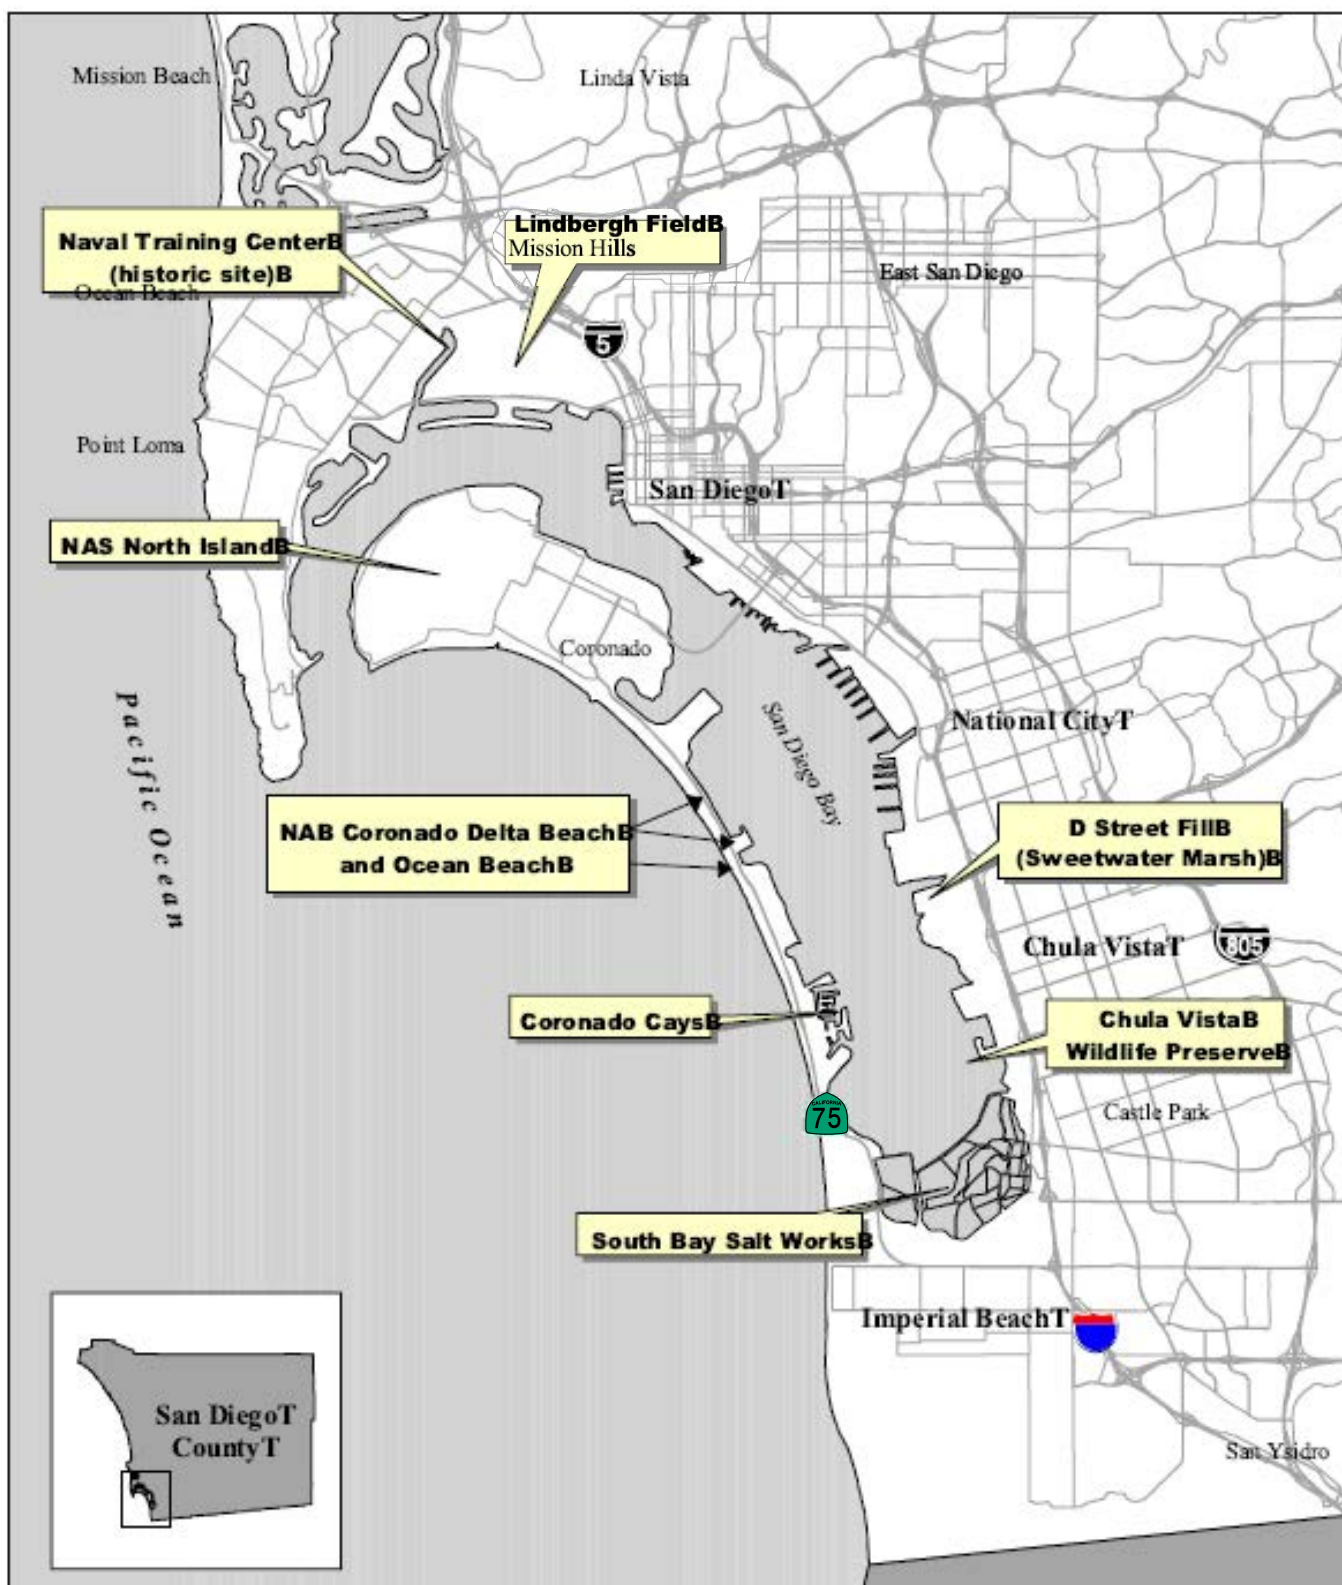 Mission Beach
Linda Vista
Naval Training CenterB
(historic site)B
Lindbergh FieldB
Mission Hills
East San Diego
Ocean Beach
5
Point Loma
San DiegoT
NAS North IslandB
Coronado
Pacific Ocean
San Diego Bay
National CityT
NAB Coronado Delta BeachB
and Ocean BeachB
D Street FillB
(Sweetwater Marsh)B
Chula VistaT
805
Coronado CaysB
Chula VistaB
Wildlife PreserveB
CALIFORNIA
75
Castle Park
South Bay Salt WorksB
Imperial BeachT
San DiegoT
CountyT
San Ysidro